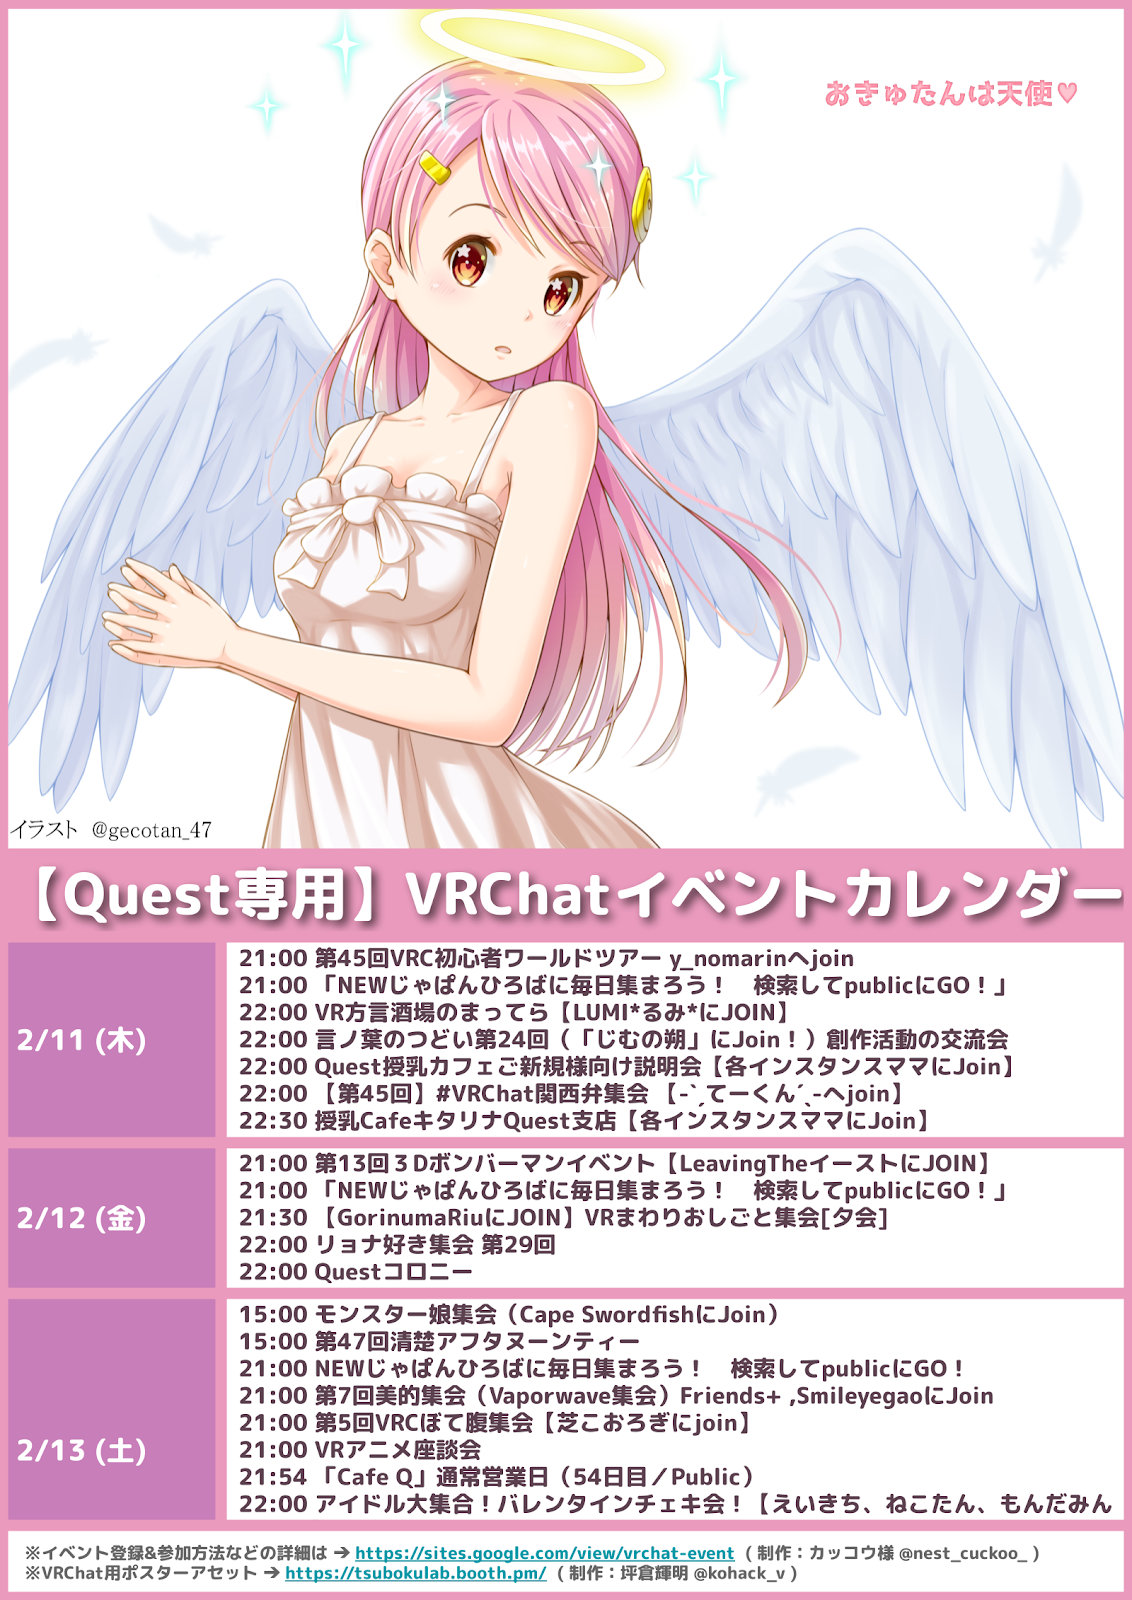 おきゅたんは天使♥
イラスト @gecotan_47
【Quest専用】VRChatイベントカレンダー
2/11 (木)
21:00 第45回VRC初心者ワールドツアー y_nomarinへjoin
21:00 「NEWじゃぱんひろばに毎日集まろう！　検索してpublicにGO！」
22:00 VR方言酒場のまってら【LUMI*るみ*にJOIN】
22:00 言ノ葉のつどい第24回（「じむの朔」にJoin！）創作活動の交流会
22:00 Quest授乳カフェご新規様向け説明会【各インスタンスママにJoin】
22:00 【第45回】#VRChat関西弁集会 【-`ˏてーくん´ˎ-へjoin】
22:30 授乳CafeキタリナQuest支店【各インスタンスママにJoin】
2/12 (金)
21:00 第13回３Dボンバーマンイベント【LeavingTheイーストにJOIN】
21:00 「NEWじゃぱんひろばに毎日集まろう！　検索してpublicにGO！」
21:30 【GorinumaRiuにJOIN】VRまわりおしごと集会[夕会]
22:00 リョナ好き集会 第29回
22:00 Questコロニー
2/13 (土)
15:00 モンスター娘集会（Cape SwordfishにJoin）
15:00 第47回清楚アフタヌーンティー
21:00 NEWじゃぱんひろばに毎日集まろう！　検索してpublicにGO！
21:00 第7回美的集会（Vaporwave集会）Friends+ ,SmileyegaoにJoin
21:00 第5回VRCぼて腹集会【芝こおろぎにjoin】
21:00 VRアニメ座談会
21:54 「Cafe Q」通常営業日（54日目／Public）
22:00 アイドル大集合！バレンタインチェキ会！【えいきち、ねこたん、もんだみん
※イベント登録&参加方法などの詳細は ➔ https://sites.google.com/view/vrchat-event ( 制作：カッコウ様 @nest_cuckoo_ )
※VRChat用ポスターアセット ➔ https://tsubokulab.booth.pm/ ( 制作：坪倉輝明 @kohack_v )